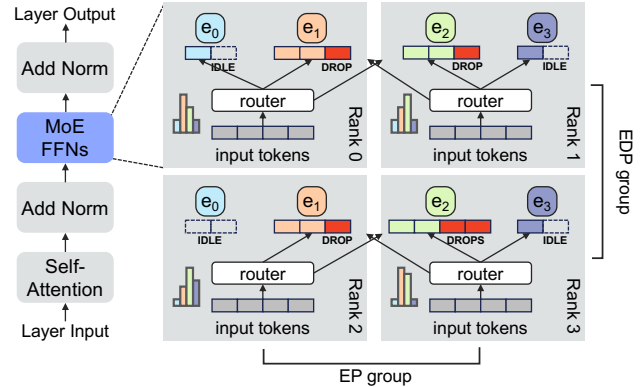 Layer Output
Add Norm
MoE
FFNs
Add Norm
Self-
Attention
Layer Input
e0
e1
IDLE
DROP
router
input tokens
Rank 0
e2
e3
DROP
IDLE
router
input tokens
Rank 1
e0
e1
IDLE
DROP
router
input tokens
Rank 2
e2
e3
DROPS
IDLE
router
input tokens
Rank 3
EDP group
EP group